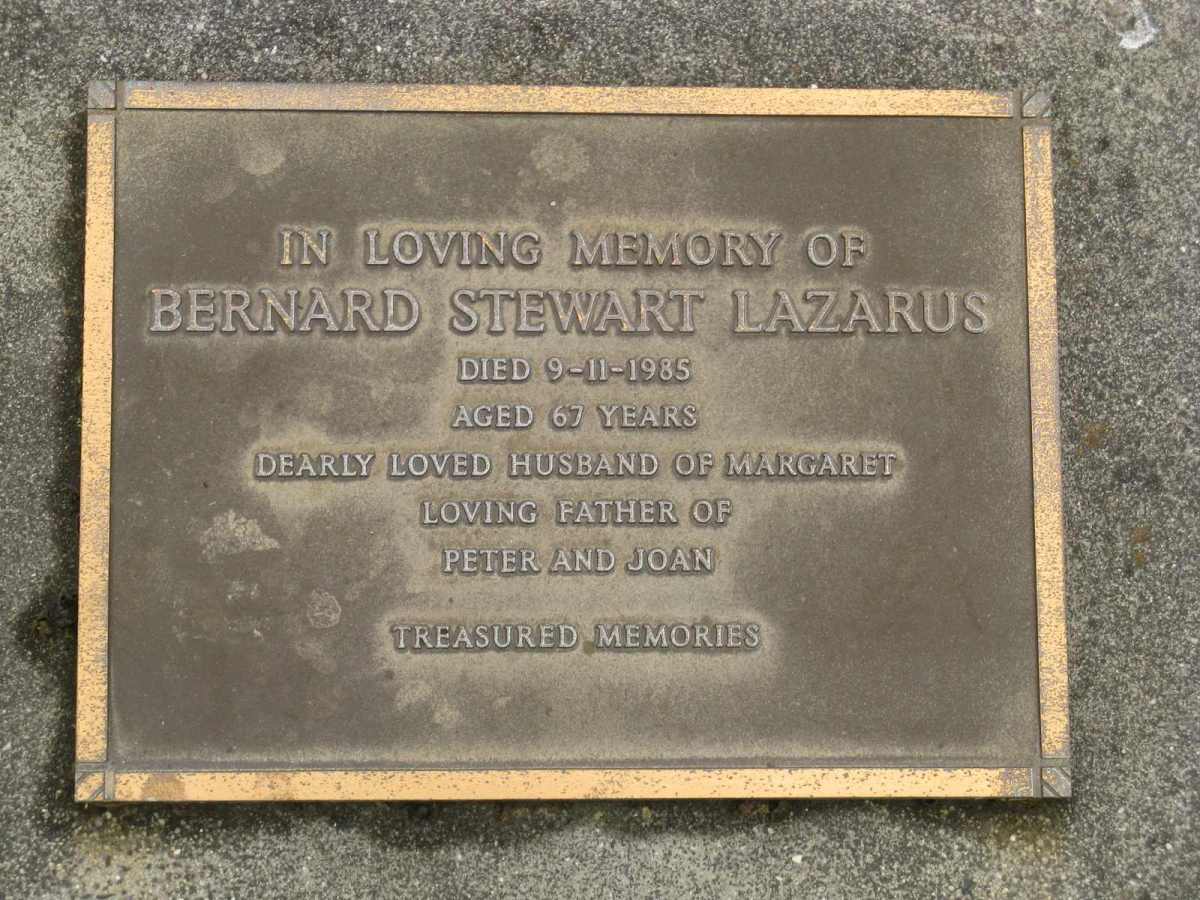 IN LOVING MEMORY OF
BERNARD STEWART LAZARUS
DIED 9-11-1985
AGED 67 YEARS
DEARLY LOVED HUSBAND OF MARGARET
LOVING FATHER OF
PETER AND JOAN
TREASURED MEMORIES